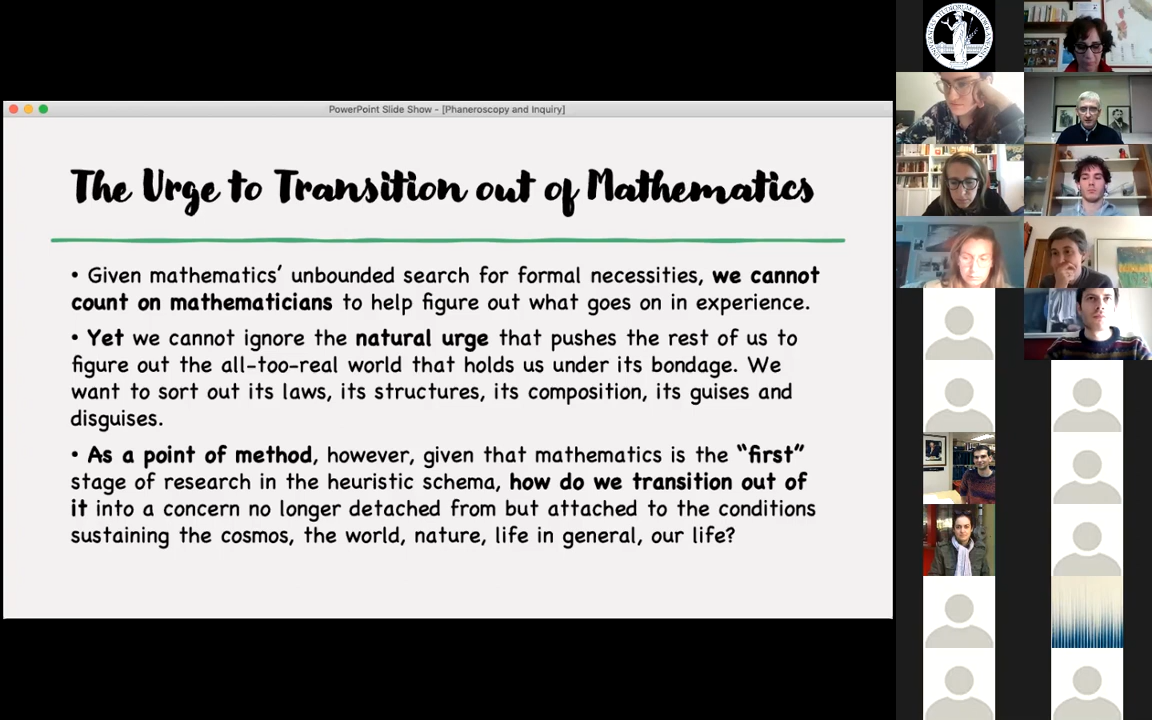 PowerPoint Slide Show - [Phaneroscopy and Inquiry]
The Urge to Transition out of Mathematics
• Given mathematics’ unbounded search for formal necessities, we cannot
count on mathematicians to help figure out what goes on in experience.
• Yet we cannot ignore the natural urge that pushes the rest of us to
figure out the all-too-real world that holds us under its bondage. We
want to sort out its laws, its structures, its composition, its guises and
disguises.
• As a point of method, however, given that mathematics is the “first”
stage of research in the heuristic schema, how do we transition out of
it into a concern no longer detached from but attached to the conditions
sustaining the cosmos, the world, nature, life in general, our life?
UNIVERSITAS STUDIORUM MEDIOLANENSIS